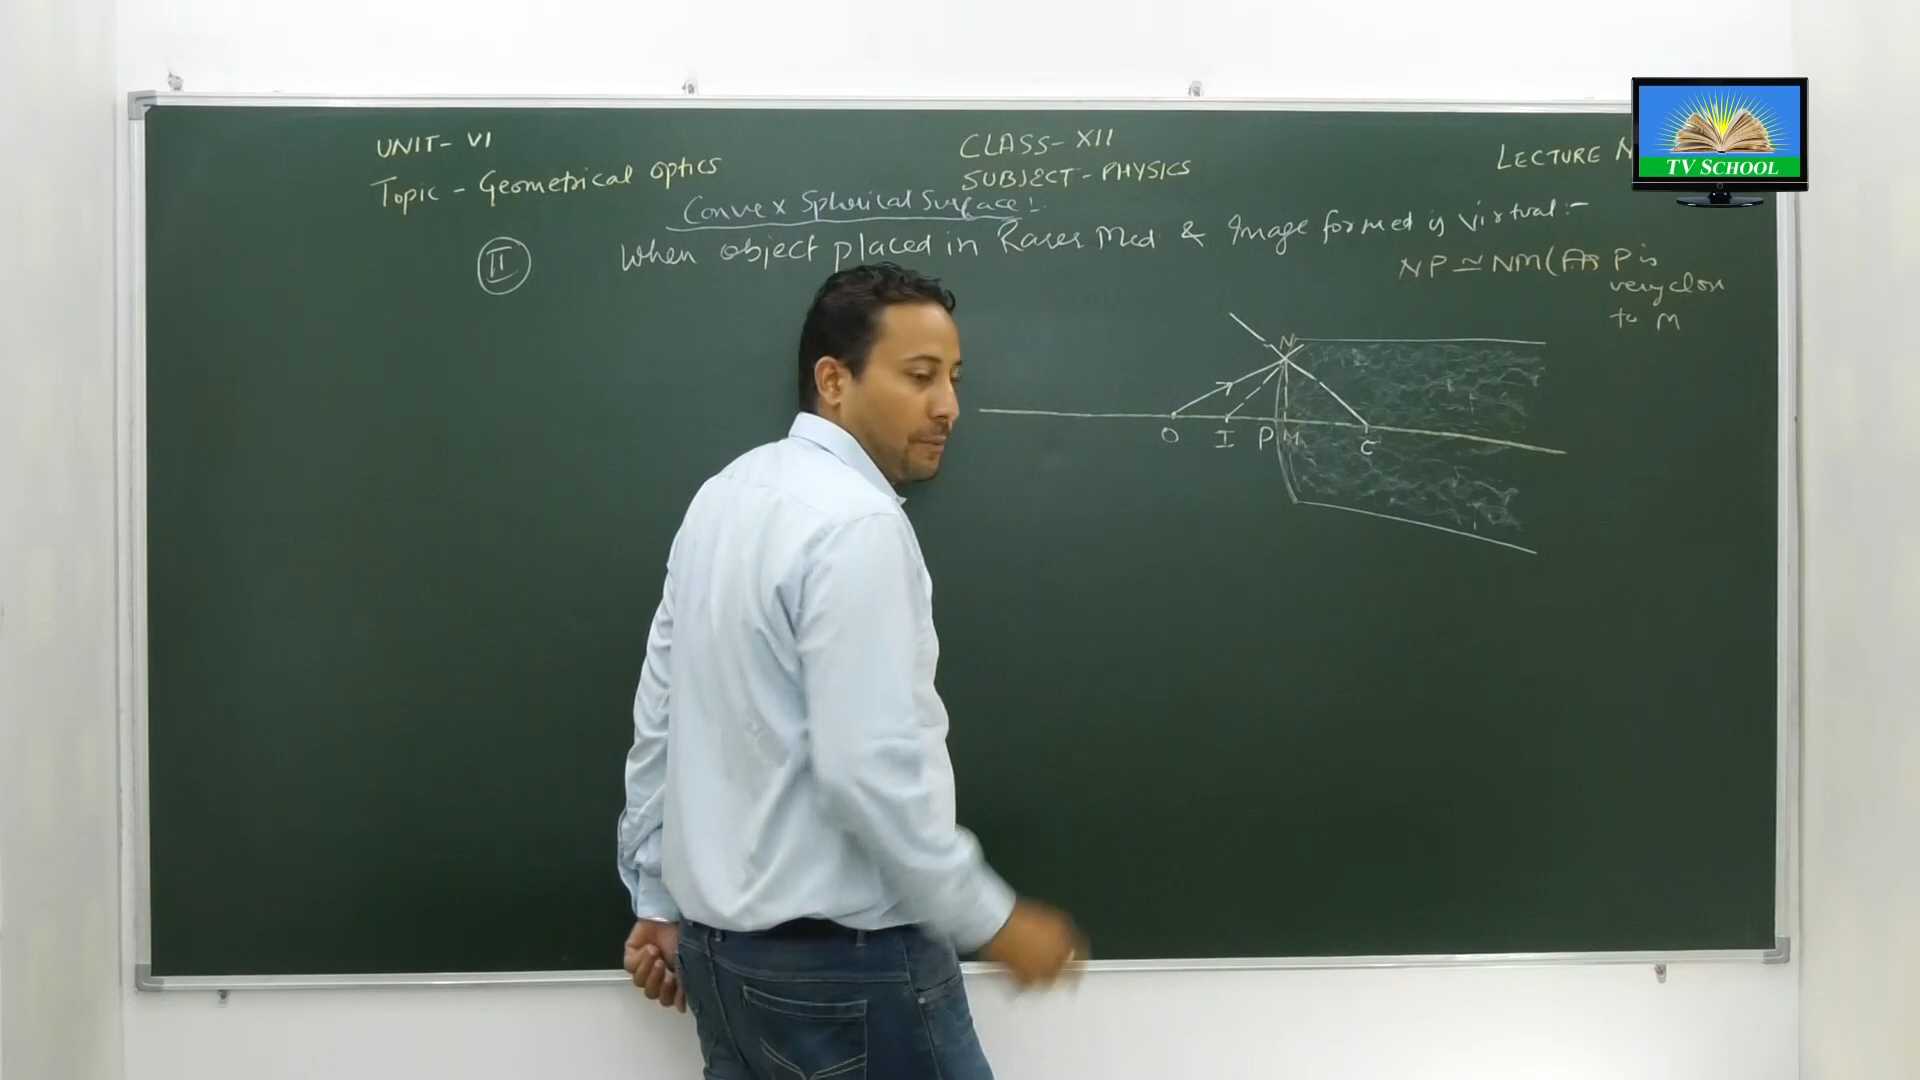 UNIT- VI
Topic - Geometrical optics
CLASS- XII
SUBJECT - PHYSICS
LECTURE N
TV SCHOOL
Convex Spherical Surface:-
II
When object placed in Rarer Med & Image formed is Virtual:-
NP ≃ NM (As P is
very close
to M
N
O I P M C